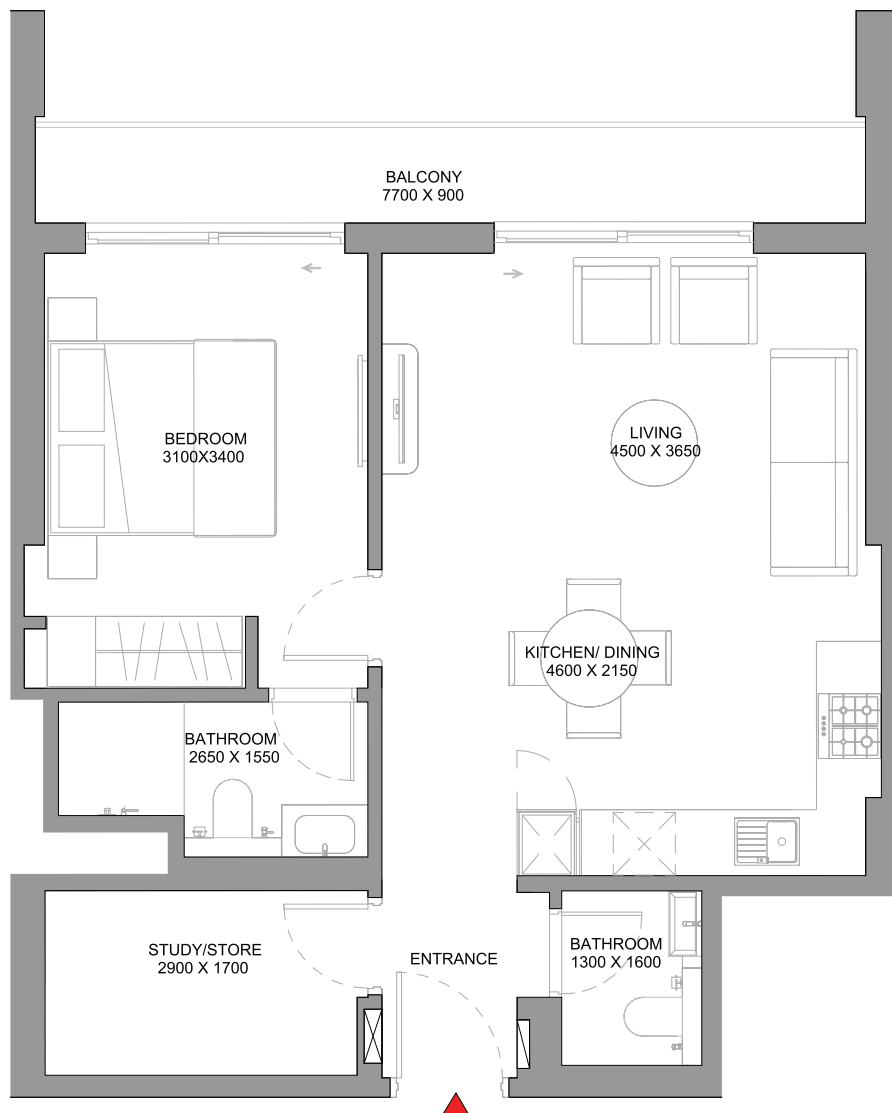 BALCONY
7700 X 900
BEDROOM
3100X3400
LIVING
4500 X 3650
KITCHEN/ DINING
4600 X 2150
BATHROOM
2650 X 1550
STUDY/STORE
2900 X 1700
ENTRANCE
BATHROOM
1300 X 1600